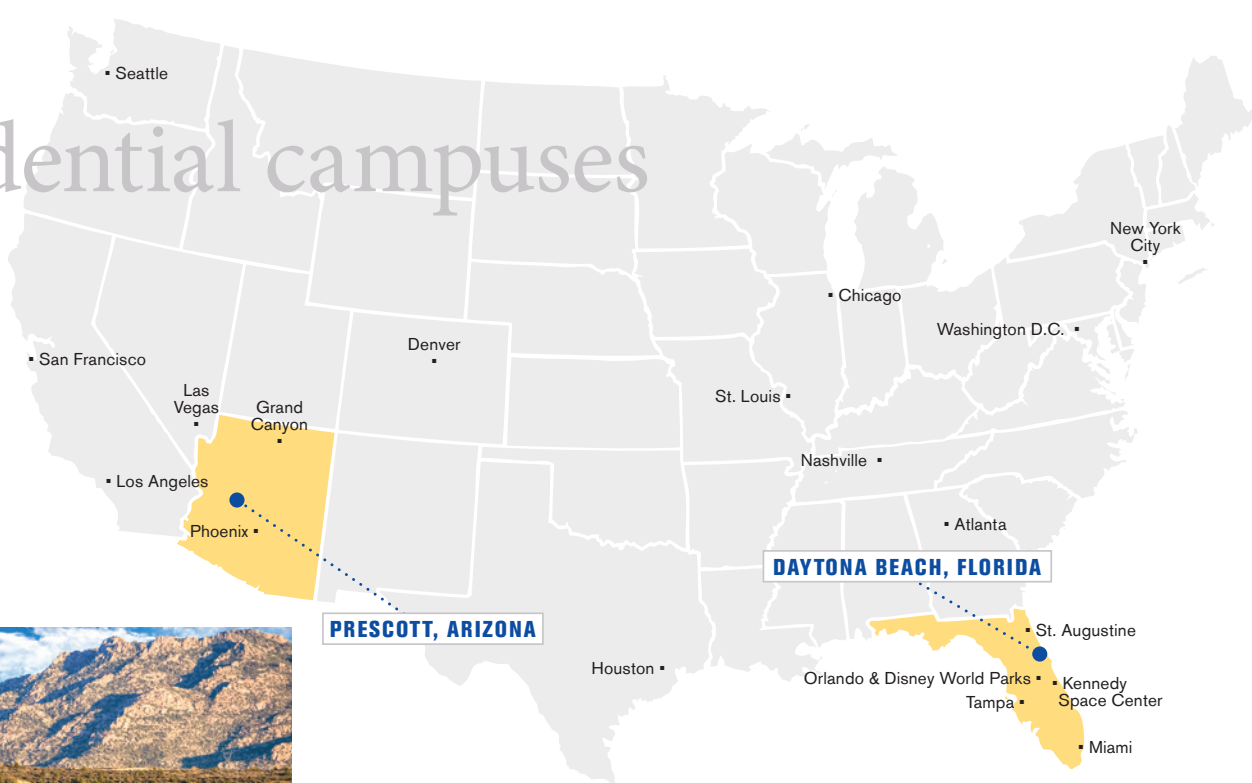 Seattle
dential campuses
New York
City
Chicago
Washington D.C.
Denver
San Francisco
Las
Vegas
Grand
Canyon
St. Louis
Nashville
Los Angeles
Phoenix
Atlanta
DAYTONA BEACH, FLORIDA
PRESCOTT, ARIZONA
St. Augustine
Houston
Orlando & Disney World Parks
Kennedy
Space Center
Tampa
Miami